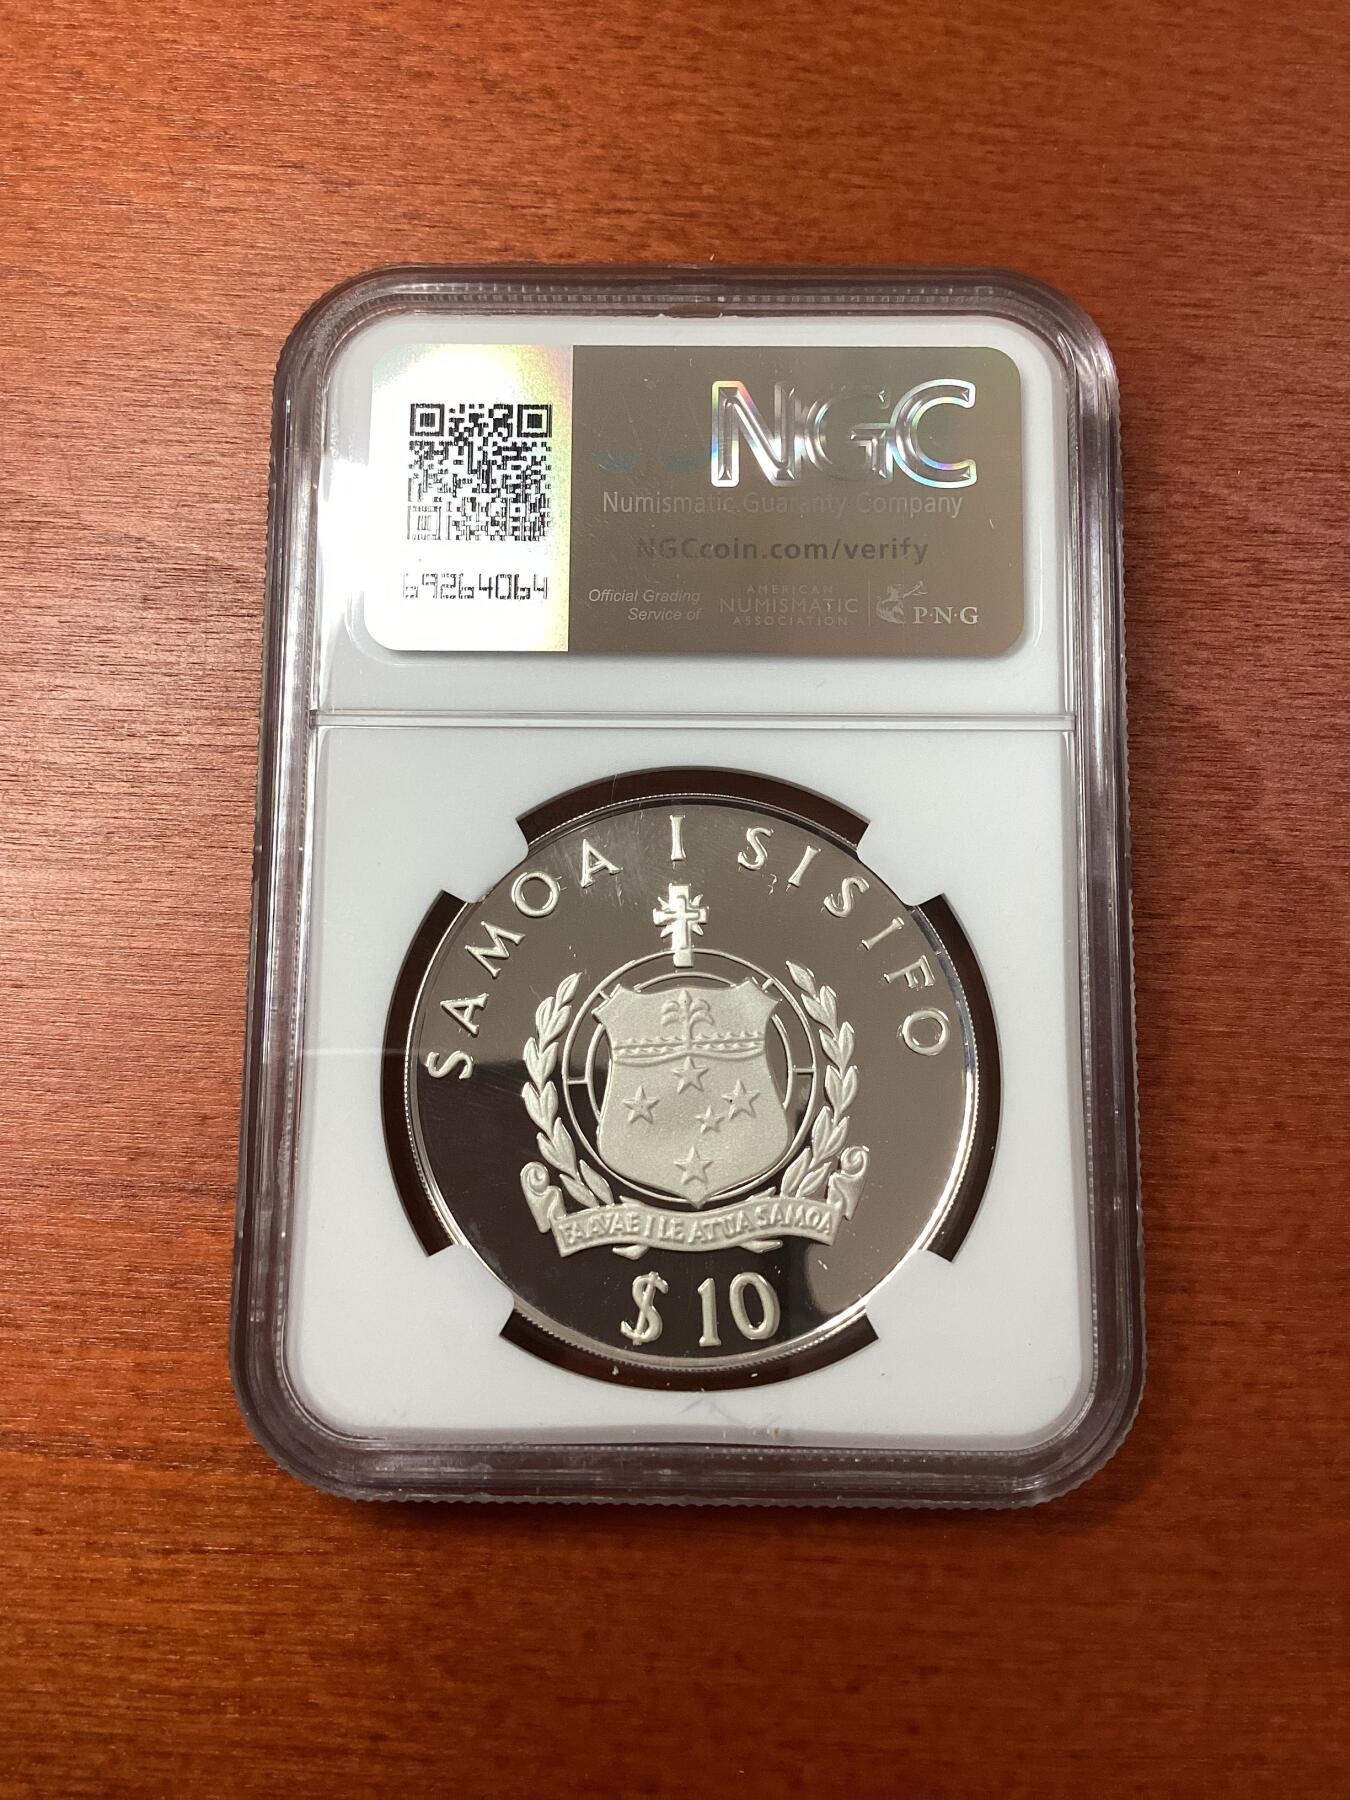 NGC
Numismatic Guaranty Company
NGCcoin.com/verify
69264064
Official Grading
Service of
AMERICAN
NUMISMATIC
ASSOCIATION
P·N·G
SAMOA I SISIFO
FAAVAE I LE ATUA SAMOA
$ 10